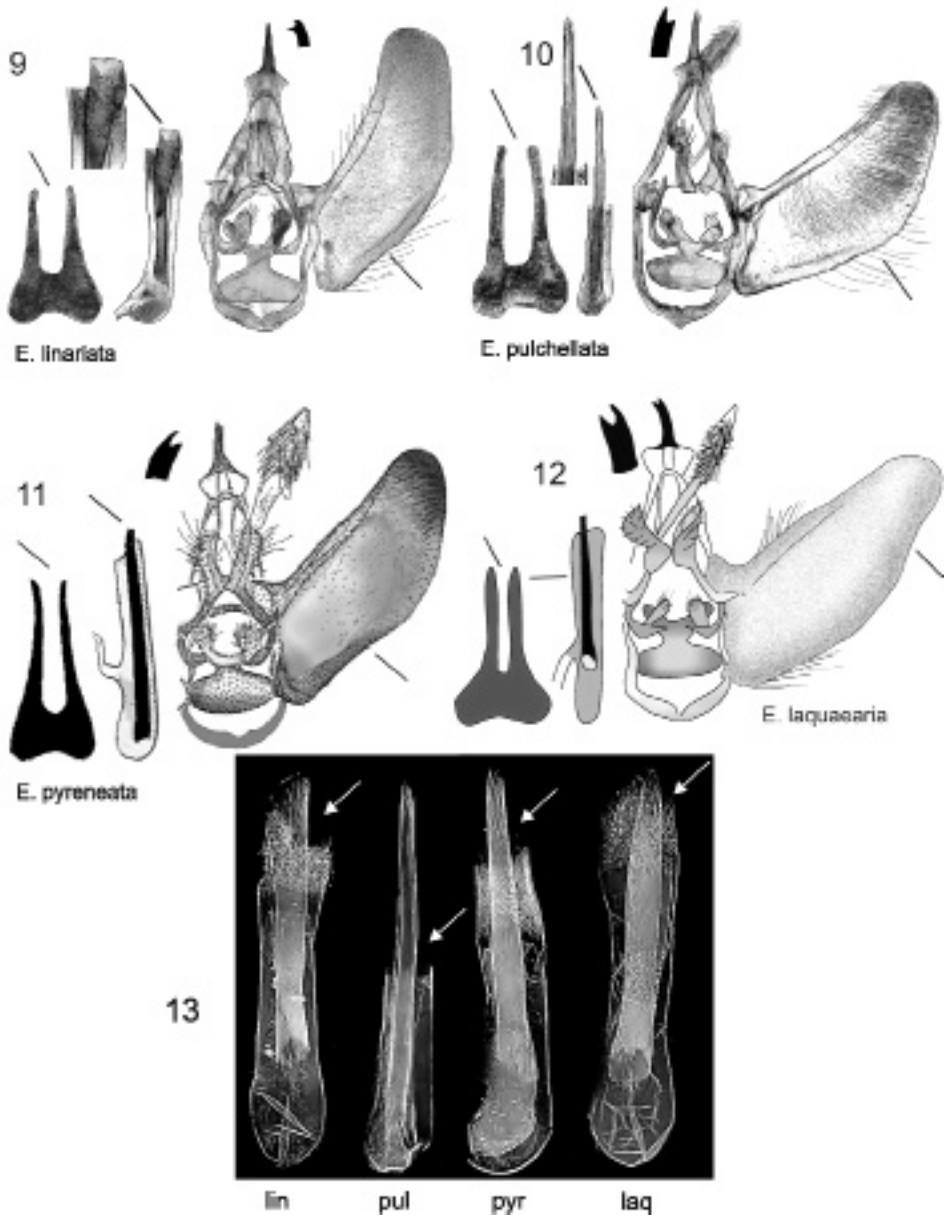 9
10
E. linariata
E. pulchellata
11
12
E. laquaearia
E. pyreneata
13
lin pul pyr laq